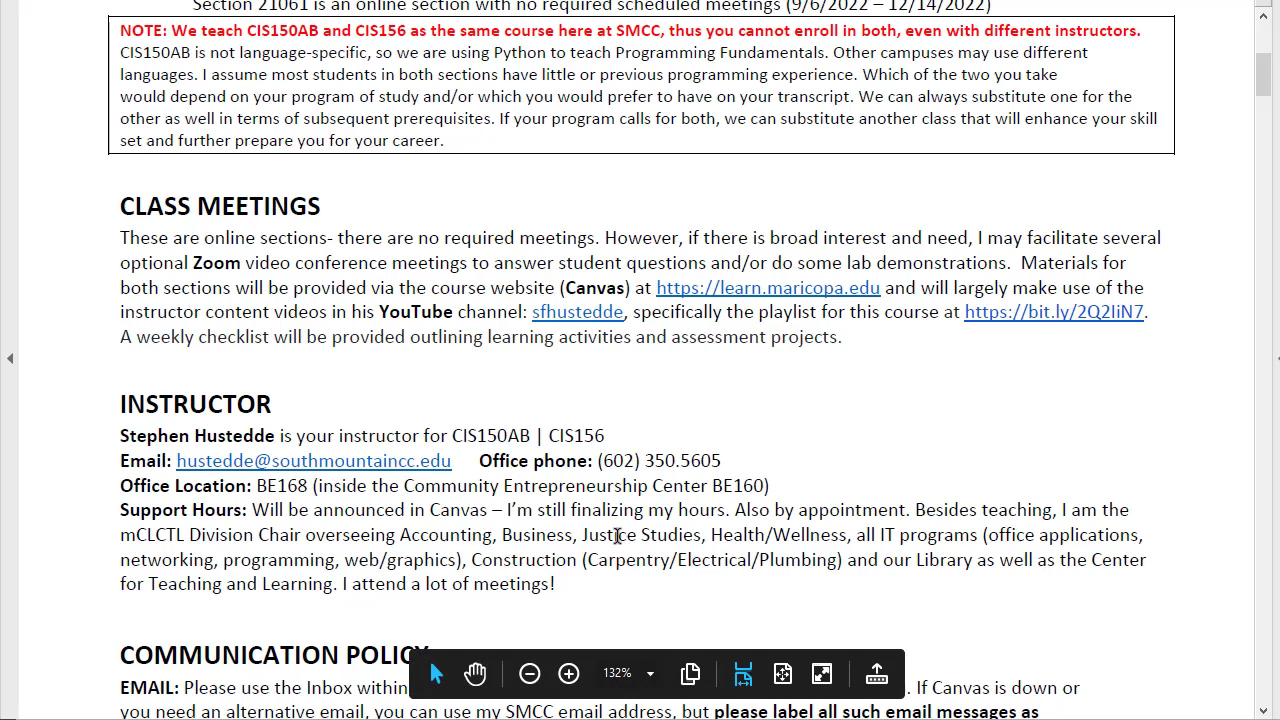 Section 21061 is an online section with no required scheduled meetings (9/6/2022 – 12/14/2022)
NOTE: We teach CIS150AB and CIS156 as the same course here at SMCC, thus you cannot enroll in both, even with different instructors.
CIS150AB is not language-specific, so we are using Python to teach Programming Fundamentals. Other campuses may use different
languages. I assume most students in both sections have little or previous programming experience. Which of the two you take
would depend on your program of study and/or which you would prefer to have on your transcript. We can always substitute one for the
other as well in terms of subsequent prerequisites. If your program calls for both, we can substitute another class that will enhance your skill
set and further prepare you for your career.
CLASS MEETINGS
These are online sections- there are no required meetings. However, if there is broad interest and need, I may facilitate several
optional Zoom video conference meetings to answer student questions and/or do some lab demonstrations. Materials for
both sections will be provided via the course website (Canvas) at https://learn.maricopa.edu and will largely make use of the
instructor content videos in his YouTube channel: sfhustedde, specifically the playlist for this course at https://bit.ly/2Q2IiN7.
A weekly checklist will be provided outlining learning activities and assessment projects.
INSTRUCTOR
Stephen Hustedde is your instructor for CIS150AB | CIS156
Email: hustedde@southmountaincc.edu Office phone: (602) 350.5605
Office Location: BE168 (inside the Community Entrepreneurship Center BE160)
Support Hours: Will be announced in Canvas – I'm still finalizing my hours. Also by appointment. Besides teaching, I am the
mCLCTL Division Chair overseeing Accounting, Business, Justice Studies, Health/Wellness, all IT programs (office applications,
networking, programming, web/graphics), Construction (Carpentry/Electrical/Plumbing) and our Library as well as the Center
for Teaching and Learning. I attend a lot of meetings!
COMMUNICATION POLICY
EMAIL: Please use the Inbox within . If Canvas is down or
132%
you need an alternative email, you can use my SMCC email address, but please label all such email messages as